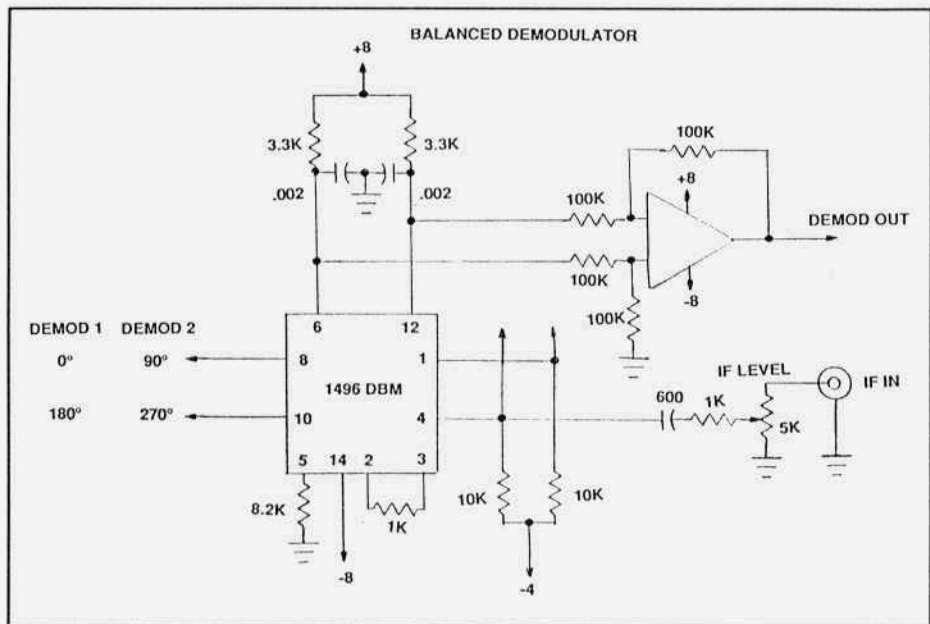 BALANCED DEMODULATOR
+8
3.3K
3.3K
.002
.002
100K
+8
100K
DEMOD OUT
100K
-8
100K
6
12
DEMOD 1
DEMOD 2
0°
90°
8
1
1496 DBM
180°
270°
10
4
IF LEVEL
IF IN
600
1K
5K
5
14
2
3
8.2K
1K
10K
10K
-8
-4